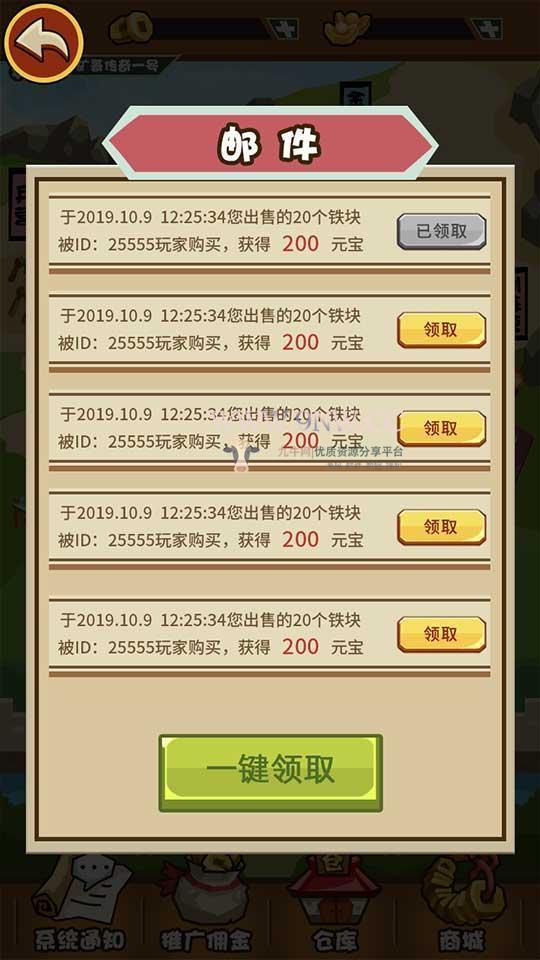 矿哥传奇一号
邮件
于2019.10.9 12:25:34您出售的20个铁块
被ID：25555玩家购买，获得 200 元宝
已领取
于2019.10.9 12:25:34您出售的20个铁块
被ID：25555玩家购买，获得 200 元宝
领取
于2019.10.9 12:25:34您出售的20个铁块
被ID：25555玩家购买，获得 200 元宝
领取
九牛网|优质资源分享平台
于2019.10.9 12:25:34您出售的20个铁块
被ID：25555玩家购买，获得 200 元宝
领取
于2019.10.9 12:25:34您出售的20个铁块
被ID：25555玩家购买，获得 200 元宝
领取
一键领取
系统通知
推广佣金
仓库
商城